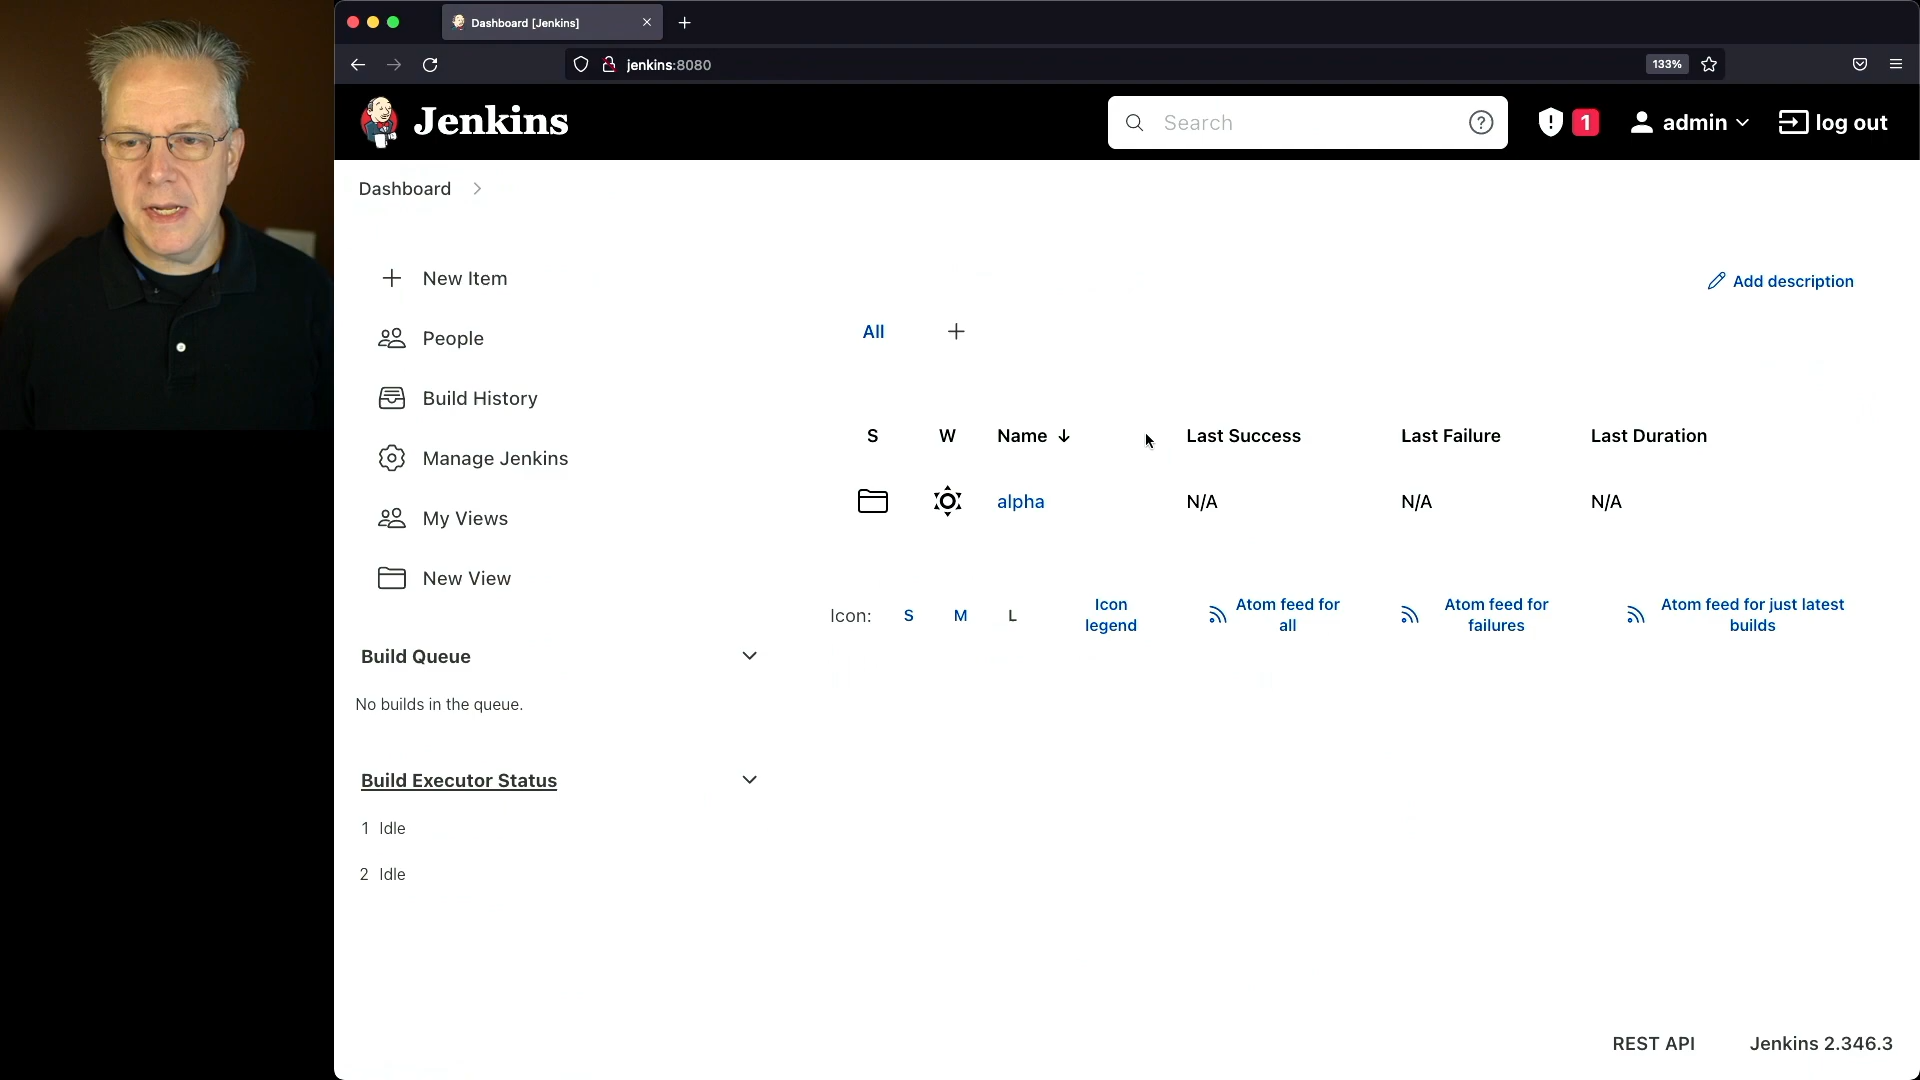 Dashboard [Jenkins]
jenkins:8080
133%
Jenkins
Search
1
admin
log out
Dashboard
New Item
People
Build History
Manage Jenkins
My Views
New View
Add description
All
S W Name ↓ Last Success Last Failure Last Duration
alpha N/A N/A N/A
Icon: S M L
Icon
legend
Atom feed for
all
Atom feed for
failures
Atom feed for just latest
builds
Build Queue
No builds in the queue.
Build Executor Status
1 Idle
2 Idle
REST API
Jenkins 2.346.3